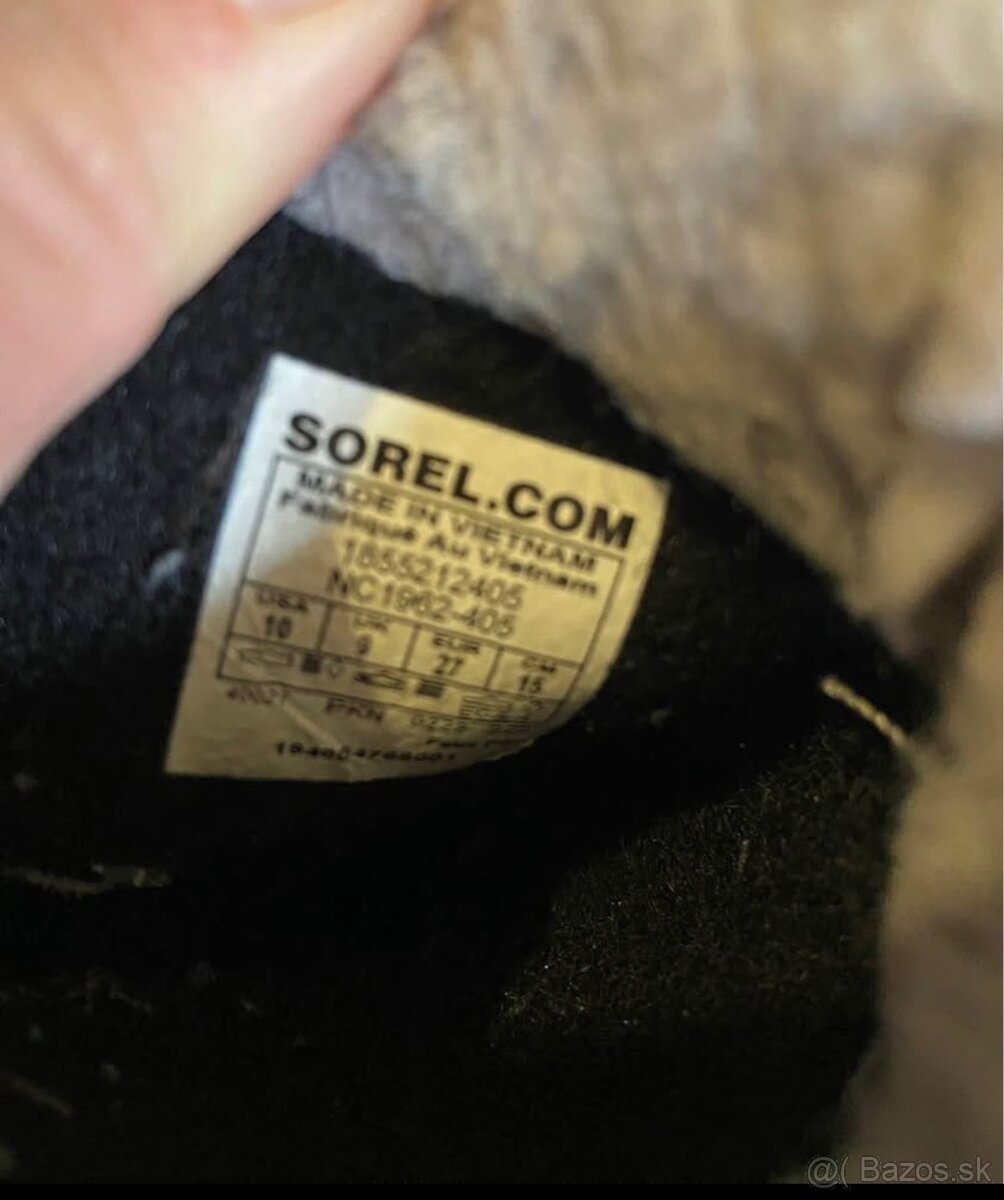 SOREL.COM
MADE IN VIETNAM
Fabriqué Au Vietnam
1855212405
NC1962-405
USA UK EUR CM
10 9 27 15
PKN
@( Bazos.sk